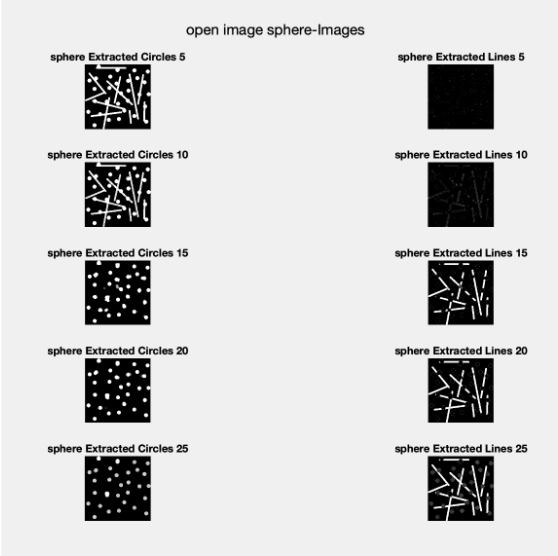 open image sphere-Images
sphere Extracted Circles 5
sphere Extracted Lines 5
sphere Extracted Circles 10
sphere Extracted Lines 10
sphere Extracted Circles 15
sphere Extracted Lines 15
sphere Extracted Circles 20
sphere Extracted Lines 20
sphere Extracted Circles 25
sphere Extracted Lines 25